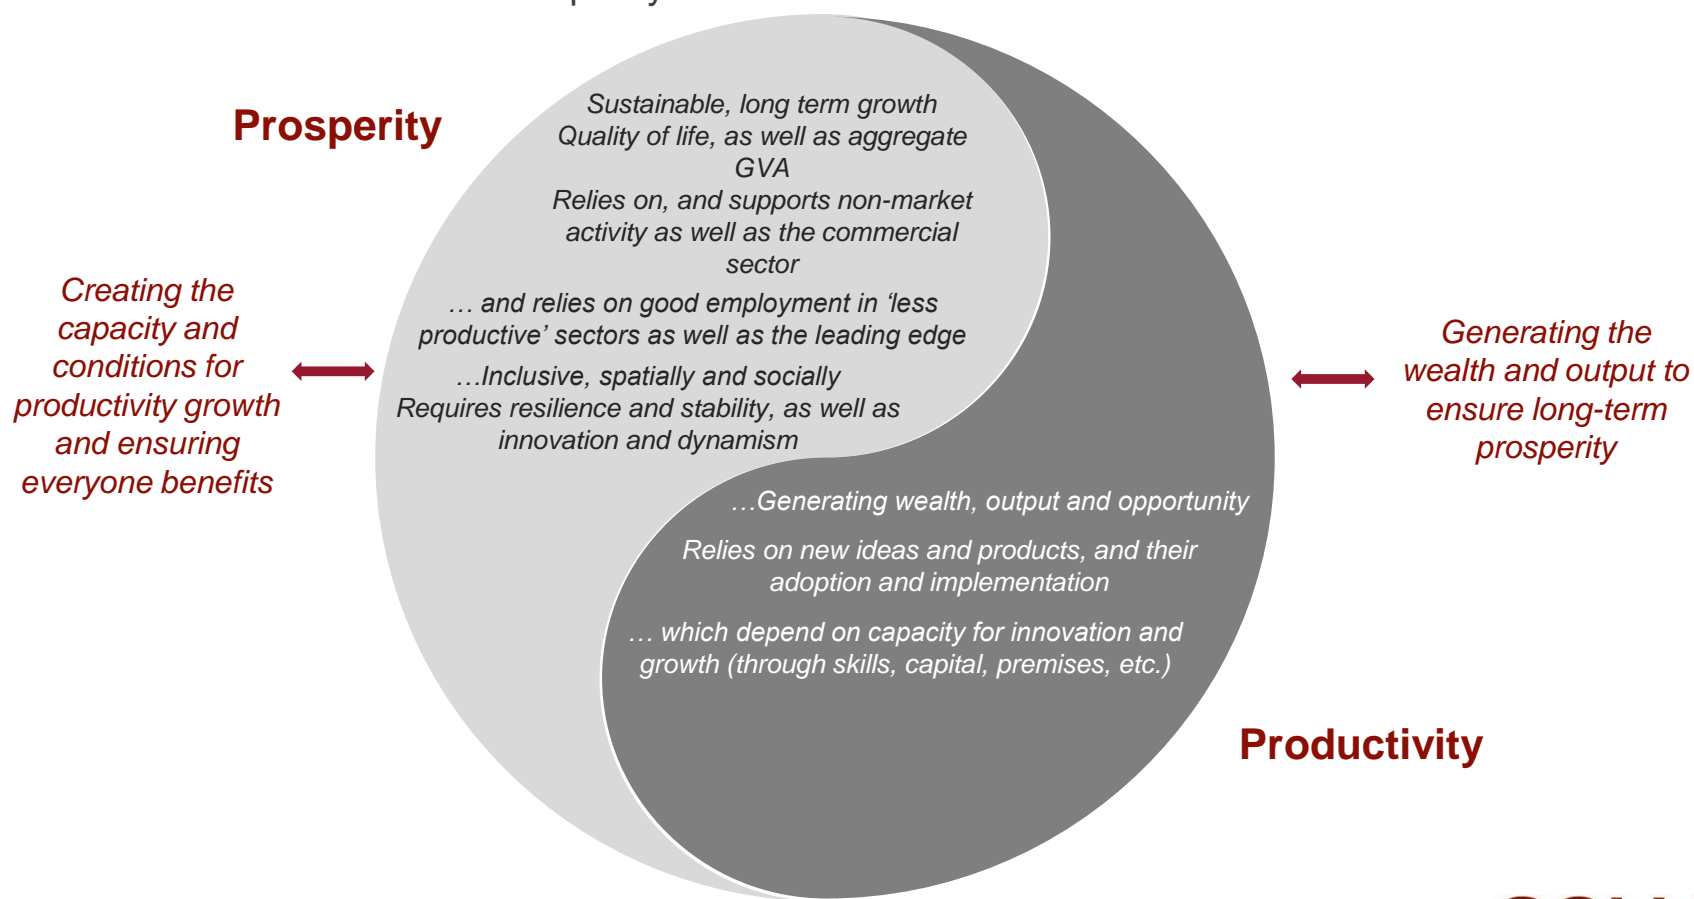 Prosperity
Sustainable, long term growth
Quality of life, as well as aggregate
GVA
Relies on, and supports non-market
activity as well as the commercial
sector
… and relies on good employment in ‘less
productive’ sectors as well as the leading edge
…Inclusive, spatially and socially
Requires resilience and stability, as well as
innovation and dynamism
Creating the
capacity and
conditions for
productivity growth
and ensuring
everyone benefits
Generating the
wealth and output to
ensure long-term
prosperity
…Generating wealth, output and opportunity
Relies on new ideas and products, and their
adoption and implementation
… which depend on capacity for innovation and
growth (through skills, capital, premises, etc.)
Productivity